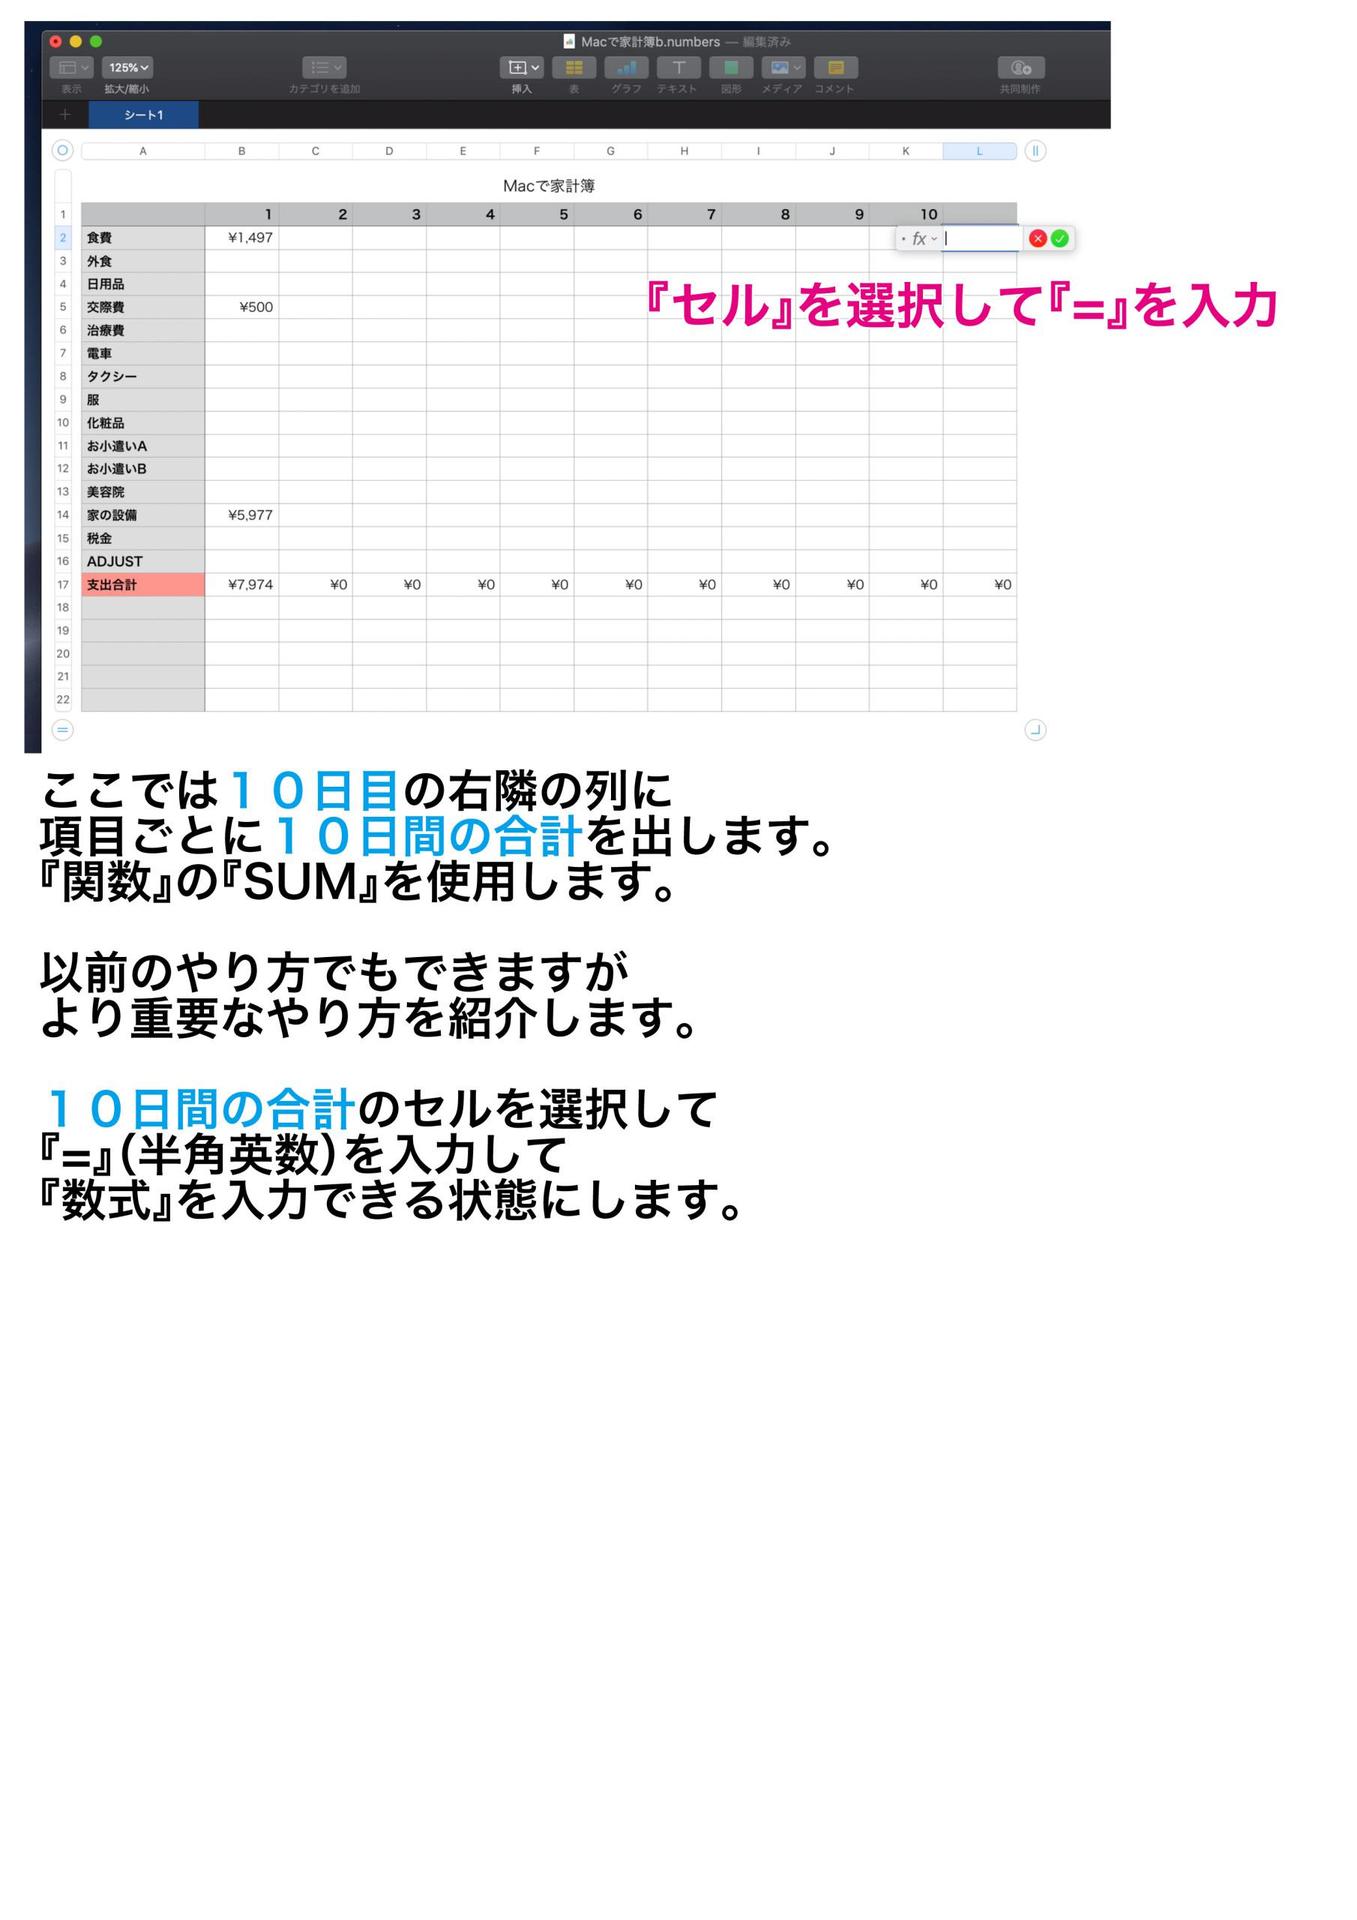 Macで家計簿b.numbers — 編集済み
125%
表示 拡大/縮小 カテゴリを追加 挿入 表 グラフ テキスト 図形 メディア コメント 共同制作
+ シート1
A B C D E F G H I J K L
Macで家計簿
1 1 2 3 4 5 6 7 8 9 10
2 食費 ¥1,497 fx
3 外食
4 日用品
『セル』を選択して『=』を入力
5 交際費 ¥500
6 治療費
7 電車
8 タクシー
9 服
10 化粧品
11 お小遣いA
12 お小遣いB
13 美容院
14 家の設備 ¥5,977
15 税金
16 ADJUST
17 支出合計 ¥7,974 ¥0 ¥0 ¥0 ¥0 ¥0 ¥0 ¥0 ¥0 ¥0 ¥0
18
19
20
21
22
ここでは１０日目の右隣の列に
項目ごとに１０日間の合計を出します。
『関数』の『SUM』を使用します。
以前のやり方でもできますが
より重要なやり方を紹介します。
１０日間の合計のセルを選択して
『=』（半角英数）を入力して
『数式』を入力できる状態にします。